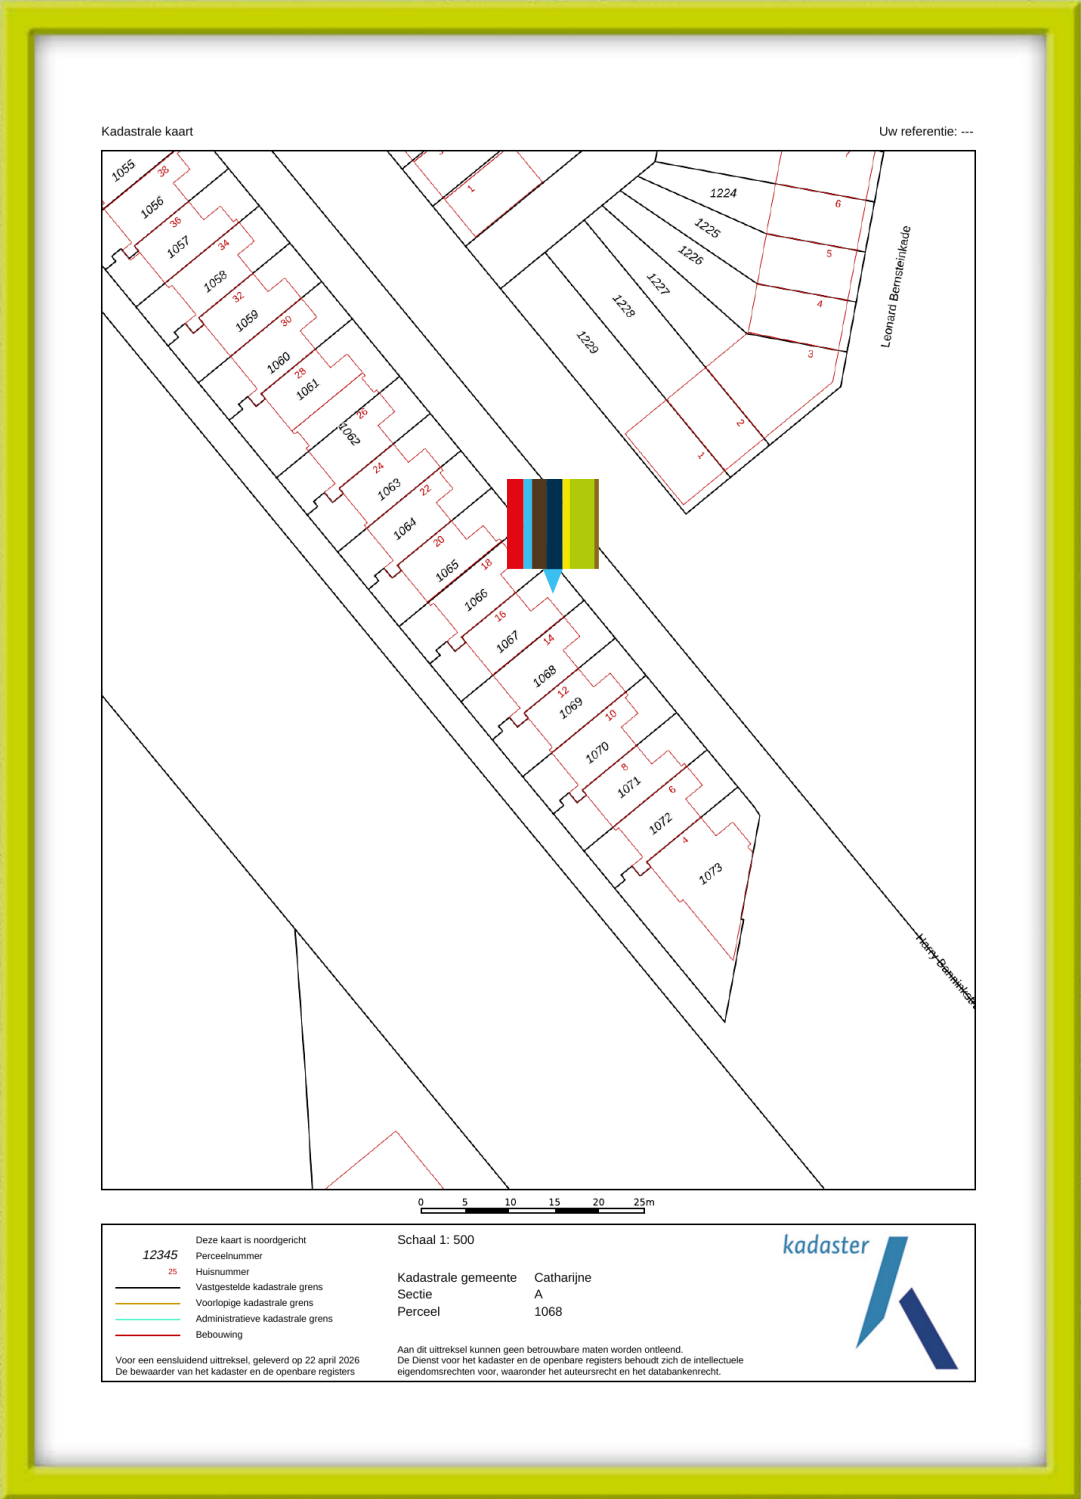 Kadastrale kaart
Uw referentie: ---
1055
38
1056
36
1057
34
1058
32
1059
30
1060
28
1061
26
1062
24
1063
22
1064
20
1065
18
1066
16
1067
14
1068
12
1069
10
1070
8
1071
6
1072
4
1073
1
1224
6
1225
5
1226
4
1227
3
1228
2
1229
1
Leonard Bernsteinkade
0 5 10 15 20 25m
Deze kaart is noordgericht
12345 Perceelnummer
25 Huisnummer
Vastgestelde kadastrale grens
Voorlopige kadastrale grens
Administratieve kadastrale grens
Bebouwing
Voor een eensluidend uittreksel, geleverd op 22 april 2026
De bewaarder van het kadaster en de openbare registers
Schaal 1: 500
Kadastrale gemeente Catharijne
Sectie A
Perceel 1068
Aan dit uittreksel kunnen geen betrouwbare maten worden ontleend.
De Dienst voor het kadaster en de openbare registers behoudt zich de intellectuele
eigendomsrechten voor, waaronder het auteursrecht en het databankenrecht.
kadaster